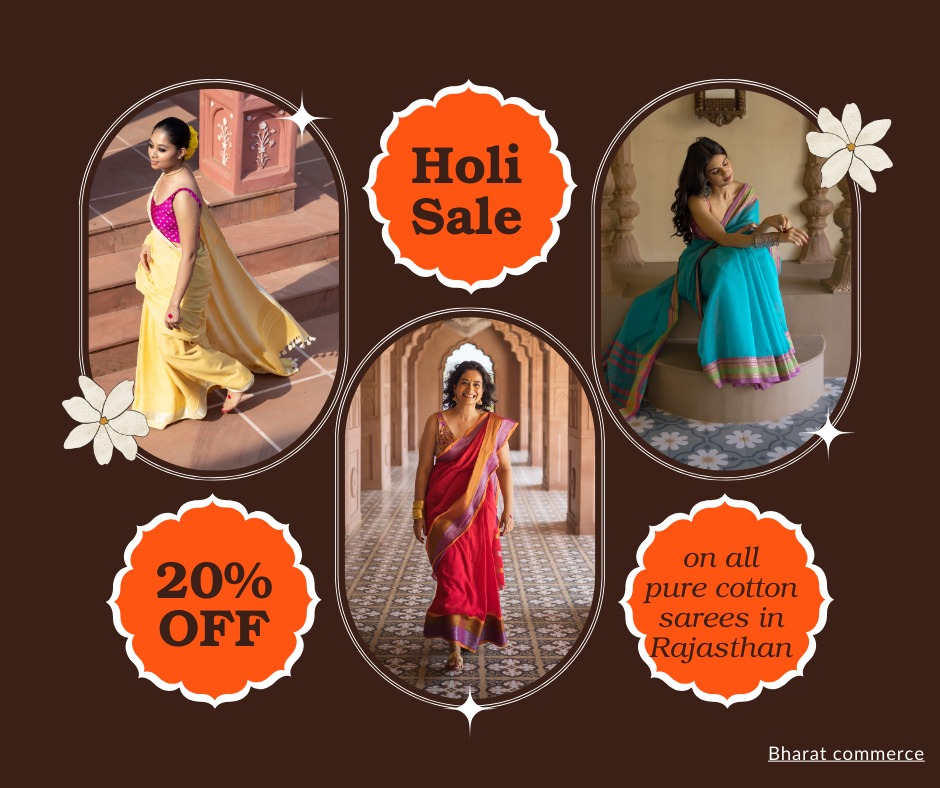 Holi
Sale
20%
OFF
on all
pure cotton
sarees in
Rajasthan
Bharat commerce